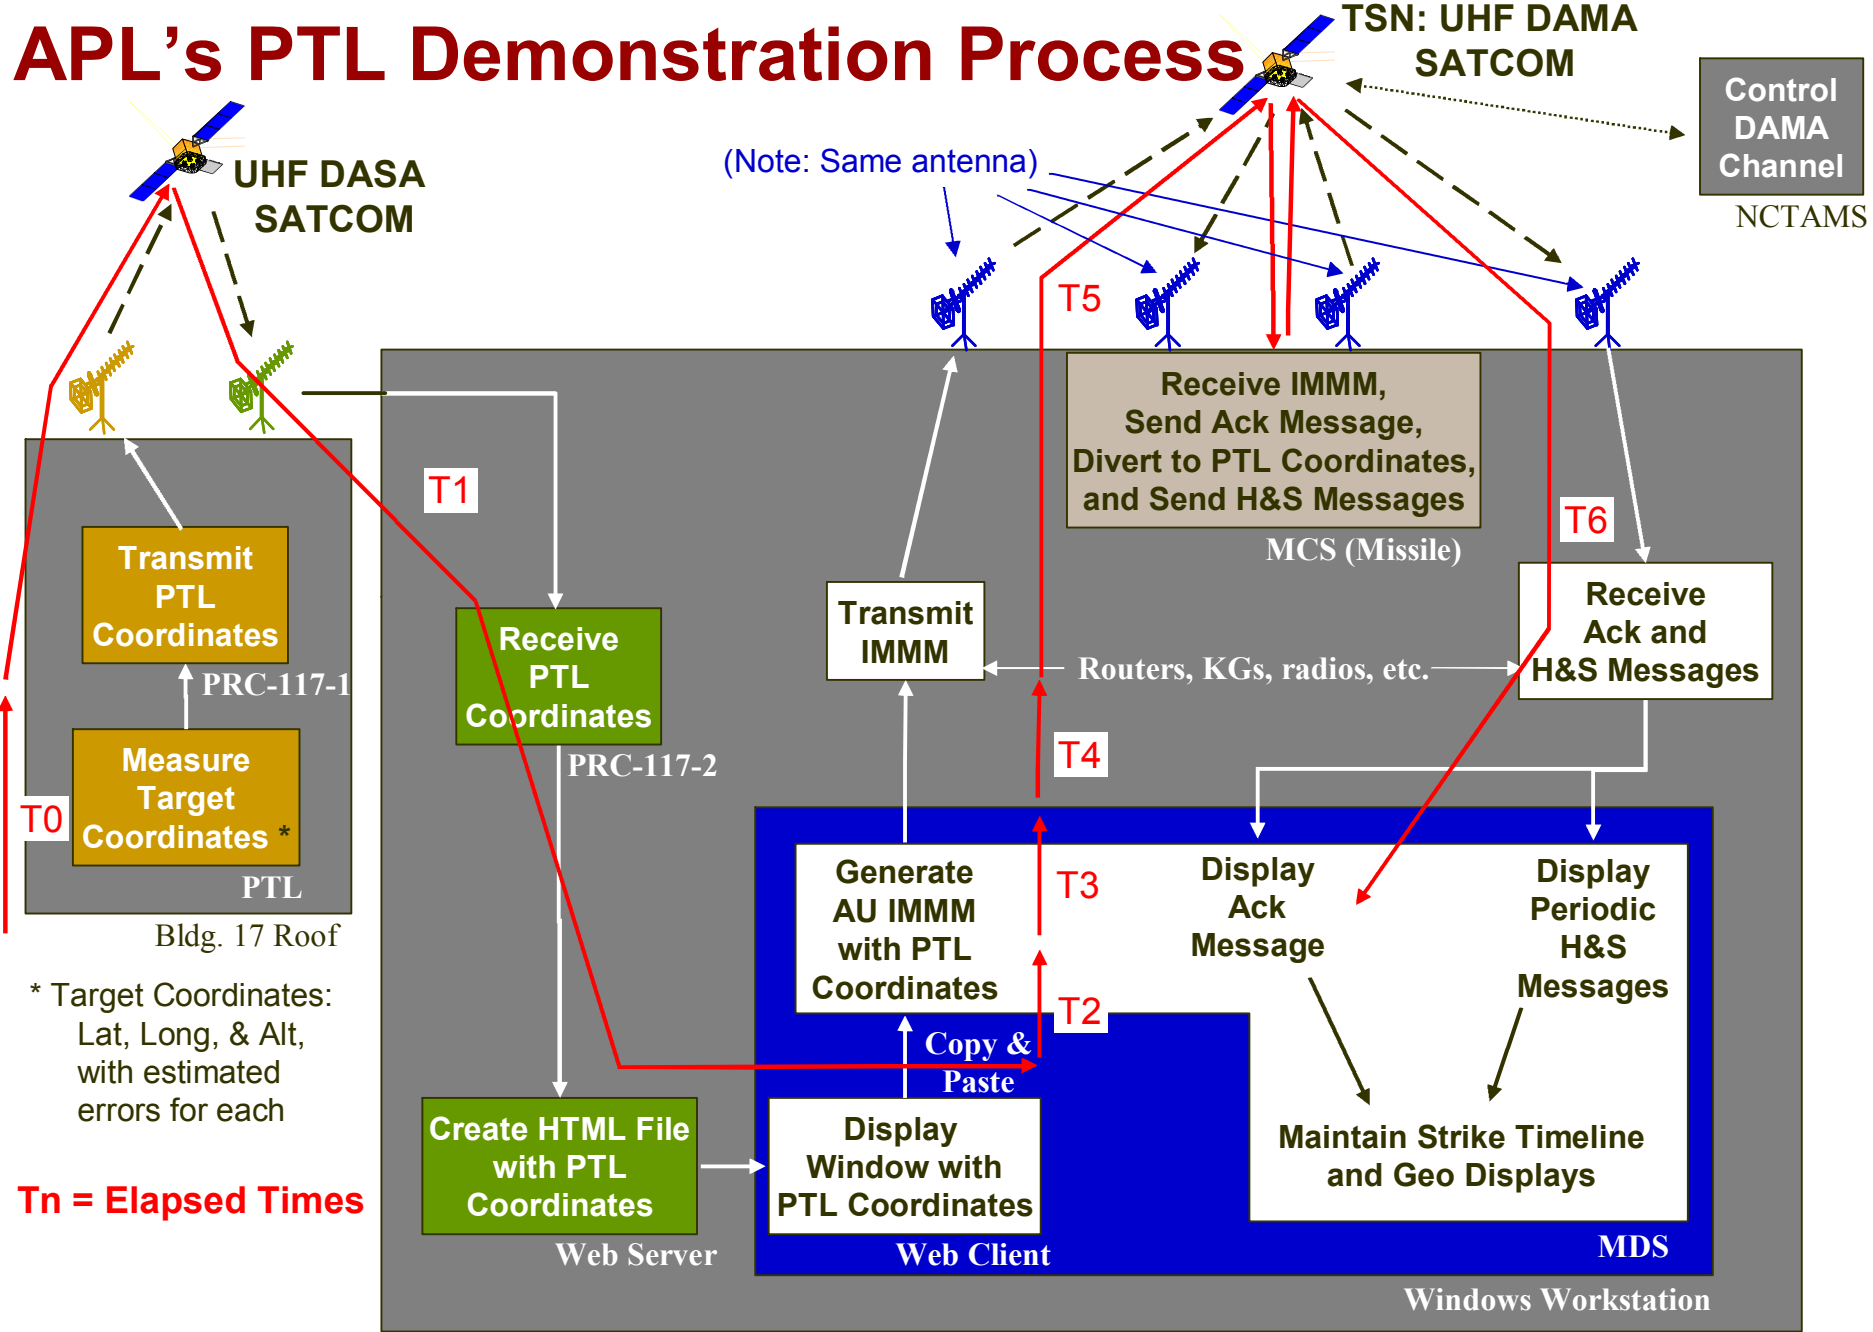 APL's PTL Demonstration Process
TSN: UHF DAMA
SATCOM
Control
DAMA
Channel
NCTAMS
UHF DASA
SATCOM
(Note: Same antenna)
T5
Receive IMMM,
Send Ack Message,
Divert to PTL Coordinates,
and Send H&S Messages
MCS (Missile)
T1
T6
Transmit
PTL
Coordinates
PRC-117-1
Measure
Target
Coordinates *
PTL
T0
Bldg. 17 Roof
* Target Coordinates:
Lat, Long, & Alt,
with estimated
errors for each
Tn = Elapsed Times
Receive
PTL
Coordinates
PRC-117-2
Transmit
IMMM
Routers, KGs, radios, etc.
Receive
Ack and
H&S Messages
T4
T3
T2
Generate
AU IMMM
with PTL
Coordinates
Display
Ack
Message
Display
Periodic
H&S
Messages
Copy &
Paste
Create HTML File
with PTL
Coordinates
Web Server
Display
Window with
PTL Coordinates
Web Client
Maintain Strike Timeline
and Geo Displays
MDS
Windows Workstation